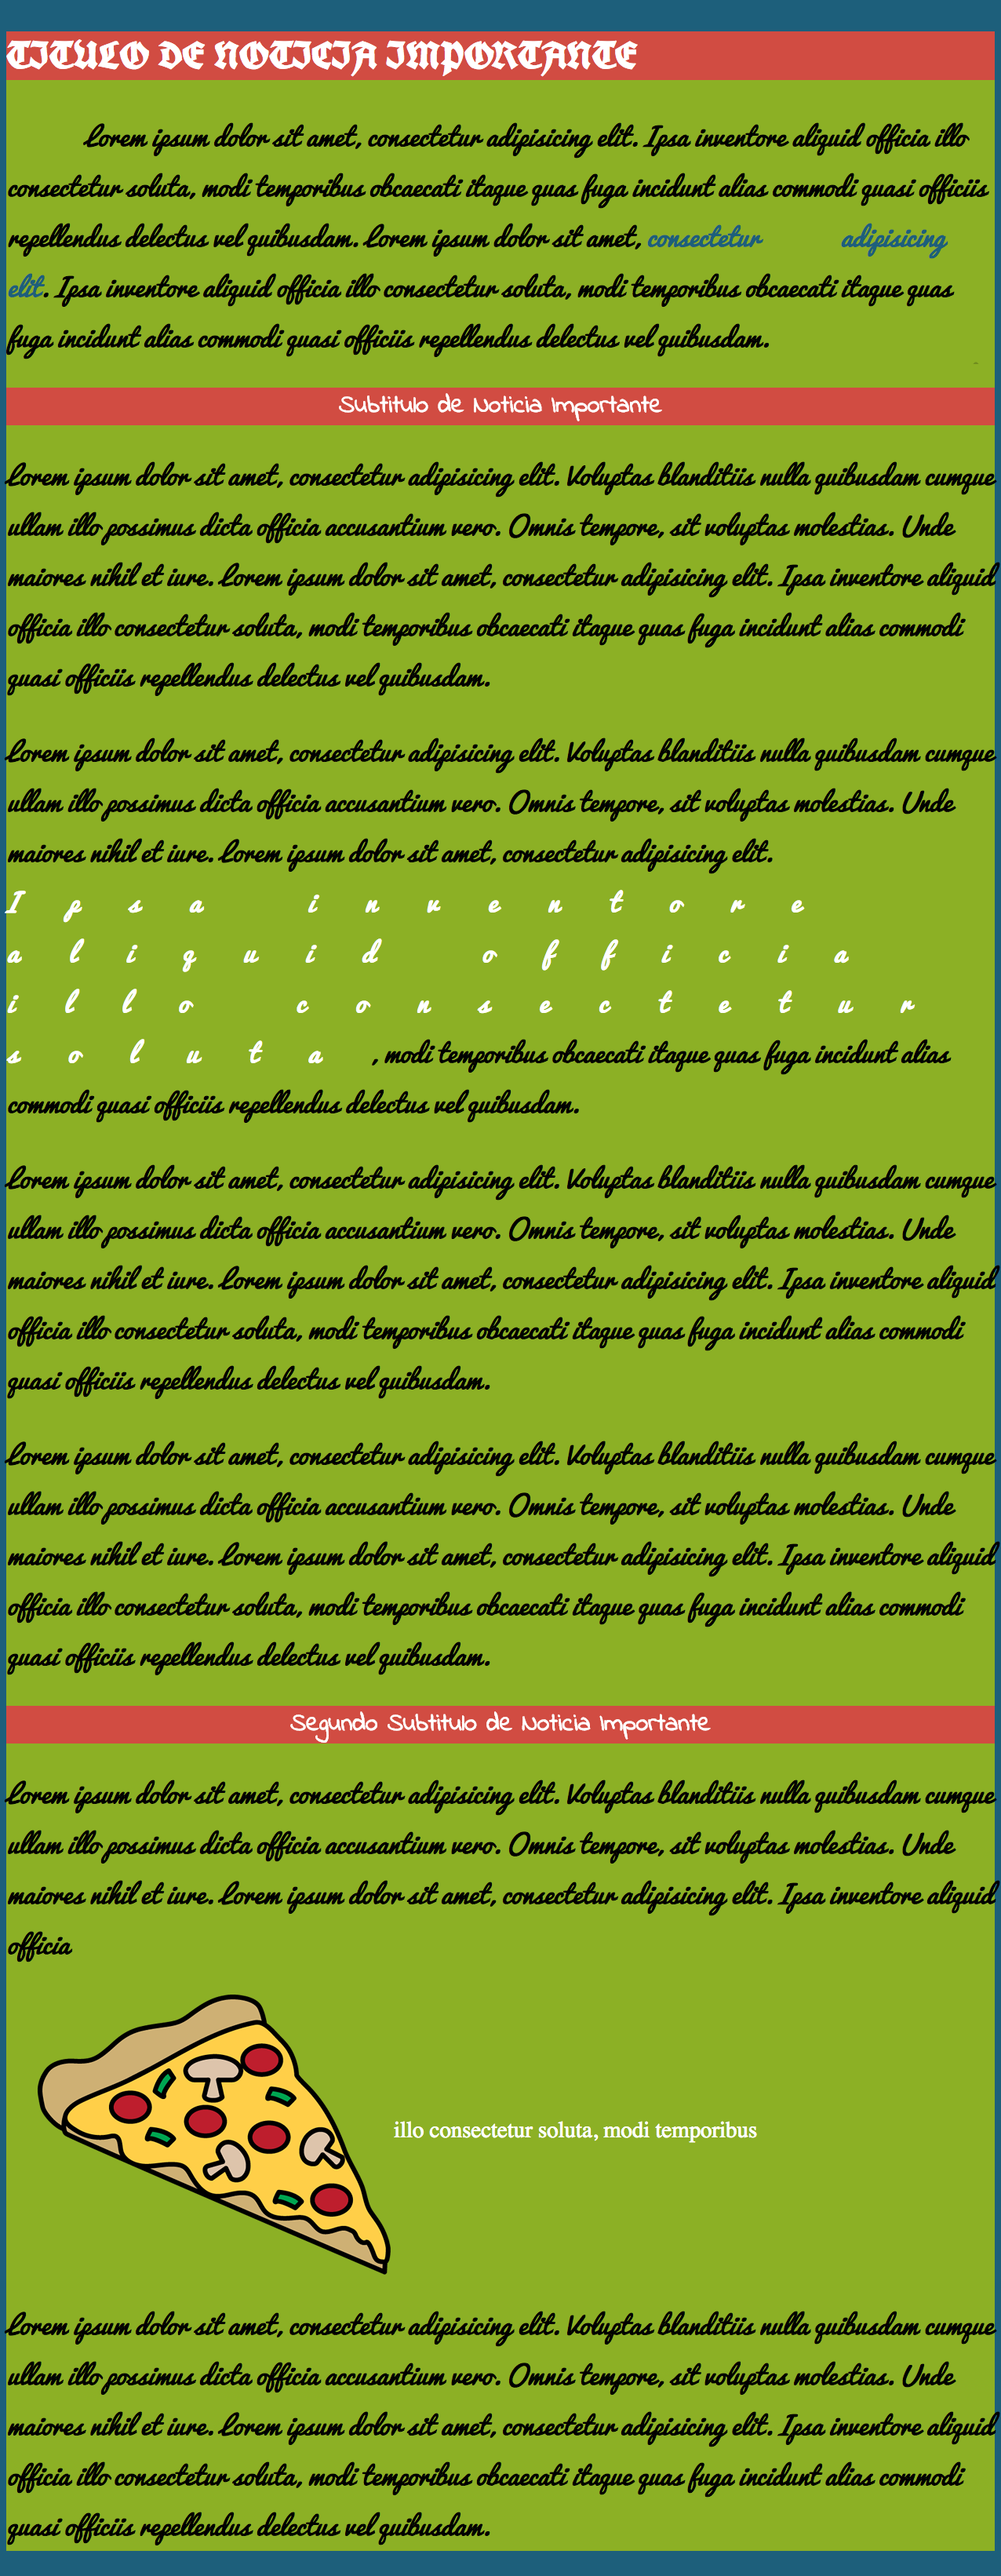 TITULO DE NOTICIA IMPORTANTE
Lorem ipsum dolor sit amet, consectetur adipisicing elit. Ipsa inventore aliquid officia illo
consectetur soluta, modi temporibus obcaecati itaque quas fuga incidunt alias commodi quasi officiis
repellendus delectus vel quibusdam. Lorem ipsum dolor sit amet, consectetur adipisicing
elit. Ipsa inventore aliquid officia illo consectetur soluta, modi temporibus obcaecati itaque quas
fuga incidunt alias commodi quasi officiis repellendus delectus vel quibusdam.
Subtitulo de Noticia Importante
Lorem ipsum dolor sit amet, consectetur adipisicing elit. Voluptas blanditiis nulla quibusdam cumque
ullam illo possimus dicta officia accusantium vero. Omnis tempore, sit voluptas molestias. Unde
maiores nihil et iure. Lorem ipsum dolor sit amet, consectetur adipisicing elit. Ipsa inventore aliquid
officia illo consectetur soluta, modi temporibus obcaecati itaque quas fuga incidunt alias commodi
quasi officiis repellendus delectus vel quibusdam.
Lorem ipsum dolor sit amet, consectetur adipisicing elit. Voluptas blanditiis nulla quibusdam cumque
ullam illo possimus dicta officia accusantium vero. Omnis tempore, sit voluptas molestias. Unde
maiores nihil et iure. Lorem ipsum dolor sit amet, consectetur adipisicing elit.
Ipsa inventore
aliquid officia
illo consectetur
soluta, modi temporibus obcaecati itaque quas fuga incidunt alias
commodi quasi officiis repellendus delectus vel quibusdam.
Lorem ipsum dolor sit amet, consectetur adipisicing elit. Voluptas blanditiis nulla quibusdam cumque
ullam illo possimus dicta officia accusantium vero. Omnis tempore, sit voluptas molestias. Unde
maiores nihil et iure. Lorem ipsum dolor sit amet, consectetur adipisicing elit. Ipsa inventore aliquid
officia illo consectetur soluta, modi temporibus obcaecati itaque quas fuga incidunt alias commodi
quasi officiis repellendus delectus vel quibusdam.
Lorem ipsum dolor sit amet, consectetur adipisicing elit. Voluptas blanditiis nulla quibusdam cumque
ullam illo possimus dicta officia accusantium vero. Omnis tempore, sit voluptas molestias. Unde
maiores nihil et iure. Lorem ipsum dolor sit amet, consectetur adipisicing elit. Ipsa inventore aliquid
officia illo consectetur soluta, modi temporibus obcaecati itaque quas fuga incidunt alias commodi
quasi officiis repellendus delectus vel quibusdam.
Segundo Subtitulo de Noticia Importante
Lorem ipsum dolor sit amet, consectetur adipisicing elit. Voluptas blanditiis nulla quibusdam cumque
ullam illo possimus dicta officia accusantium vero. Omnis tempore, sit voluptas molestias. Unde
maiores nihil et iure. Lorem ipsum dolor sit amet, consectetur adipisicing elit. Ipsa inventore aliquid
officia
illo consectetur soluta, modi temporibus
Lorem ipsum dolor sit amet, consectetur adipisicing elit. Voluptas blanditiis nulla quibusdam cumque
ullam illo possimus dicta officia accusantium vero. Omnis tempore, sit voluptas molestias. Unde
maiores nihil et iure. Lorem ipsum dolor sit amet, consectetur adipisicing elit. Ipsa inventore aliquid
officia illo consectetur soluta, modi temporibus obcaecati itaque quas fuga incidunt alias commodi
quasi officiis repellendus delectus vel quibusdam.